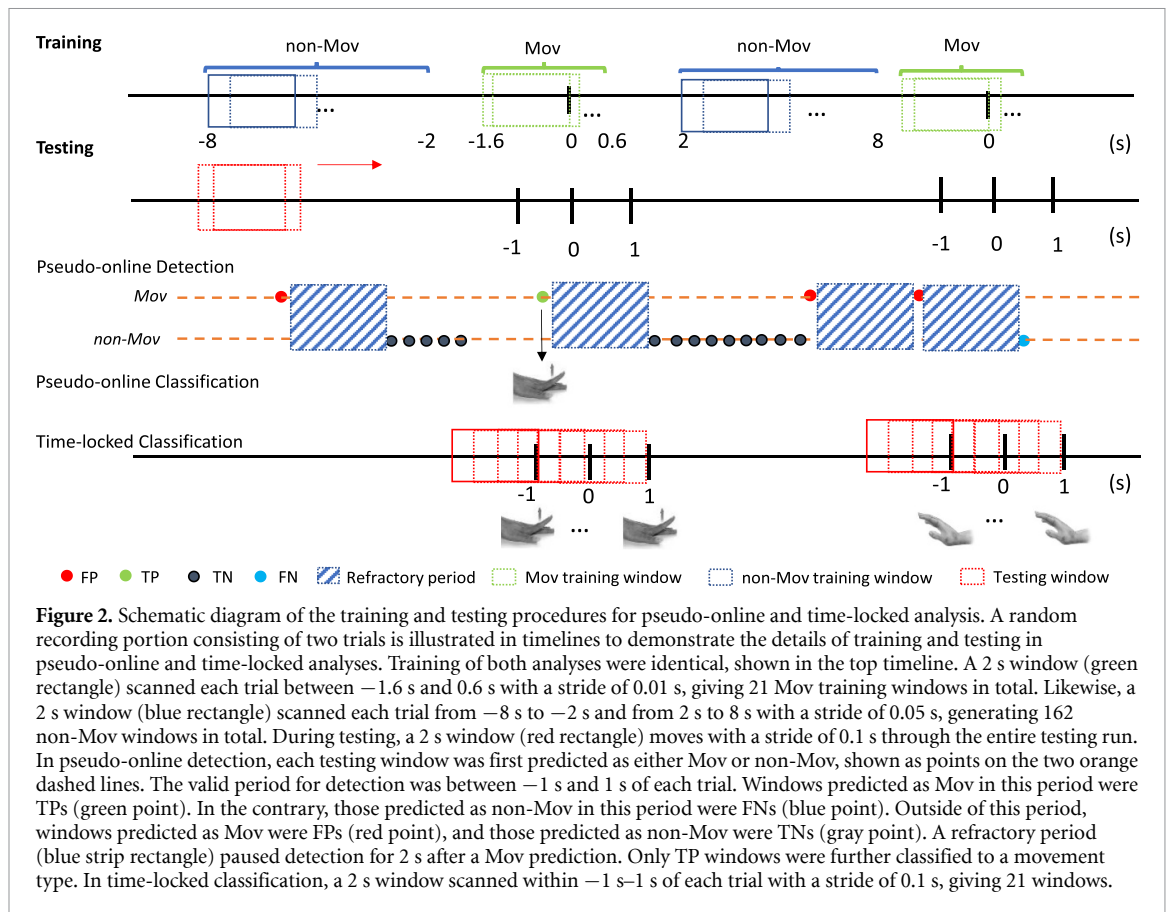 Training
non-Mov Mov non-Mov Mov
... ... ... ...
-8 -2 -1.6 0 0.6 2 8 0 (s)
Testing
-1 0 1 -1 0 1 (s)
Pseudo-online Detection
Mov
non-Mov
Pseudo-online Classification
Time-locked Classification
-1 0 1 -1 0 1 (s)
... ...
FP TP TN FN Refractory period Mov training window non-Mov training window Testing window
Figure 2. Schematic diagram of the training and testing procedures for pseudo-online and time-locked analysis. A random
recording portion consisting of two trials is illustrated in timelines to demonstrate the details of training and testing in
pseudo-online and time-locked analyses. Training of both analyses were identical, shown in the top timeline. A 2 s window (green
rectangle) scanned each trial between −1.6 s and 0.6 s with a stride of 0.01 s, giving 21 Mov training windows in total. Likewise, a
2 s window (blue rectangle) scanned each trial from −8 s to −2 s and from 2 s to 8 s with a stride of 0.05 s, generating 162
non-Mov windows in total. During testing, a 2 s window (red rectangle) moves with a stride of 0.1 s through the entire testing run.
In pseudo-online detection, each testing window was first predicted as either Mov or non-Mov, shown as points on the two orange
dashed lines. The valid period for detection was between −1 s and 1 s of each trial. Windows predicted as Mov in this period were
TPs (green point). In the contrary, those predicted as non-Mov in this period were FNs (blue point). Outside of this period,
windows predicted as Mov were FPs (red point), and those predicted as non-Mov were TNs (gray point). A refractory period
(blue strip rectangle) paused detection for 2 s after a Mov prediction. Only TP windows were further classified to a movement
type. In time-locked classification, a 2 s window scanned within −1 s–1 s of each trial with a stride of 0.1 s, giving 21 windows.